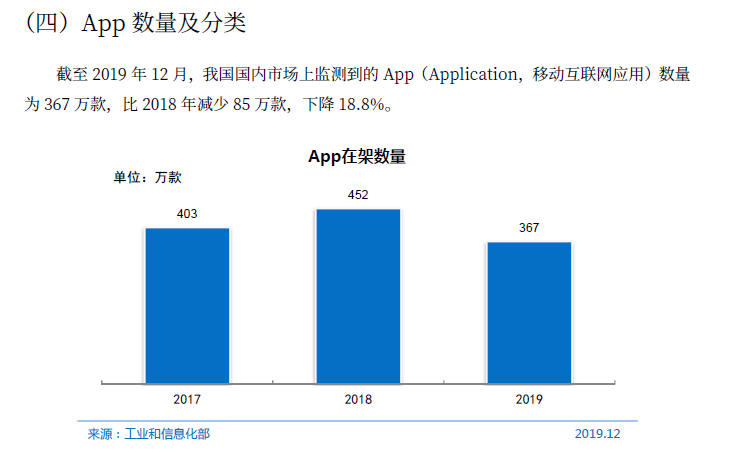 （四）App 数量及分类
截至 2019 年 12 月，我国国内市场上监测到的 App（Application，移动互联网应用）数量
为 367 万款，比 2018 年减少 85 万款，下降 18.8%。
App在架数量
单位：万款
403
452
367
2017
2018
2019
来源：工业和信息化部
2019.12